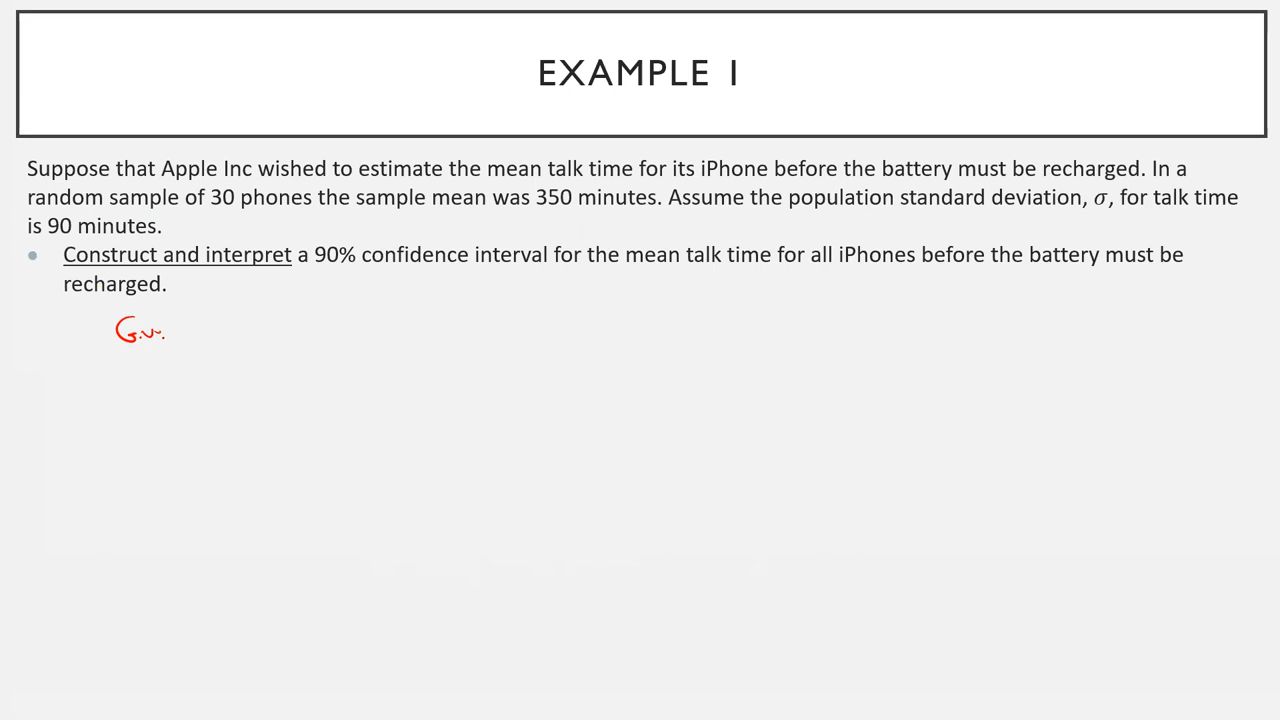 EXAMPLE 1
Suppose that Apple Inc wished to estimate the mean talk time for its iPhone before the battery must be recharged. In a
random sample of 30 phones the sample mean was 350 minutes. Assume the population standard deviation, σ, for talk time
is 90 minutes.
Construct and interpret a 90% confidence interval for the mean talk time for all iPhones before the battery must be
recharged.